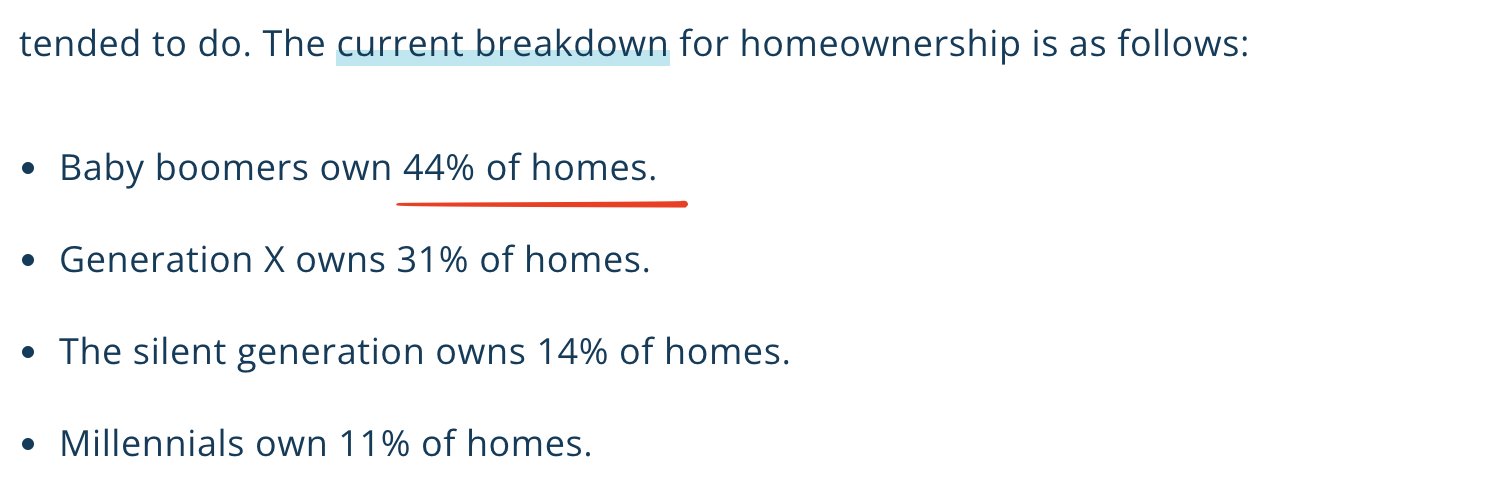 tended to do. The current breakdown for homeownership is as follows:
• Baby boomers own 44% of homes.
• Generation X owns 31% of homes.
• The silent generation owns 14% of homes.
• Millennials own 11% of homes.